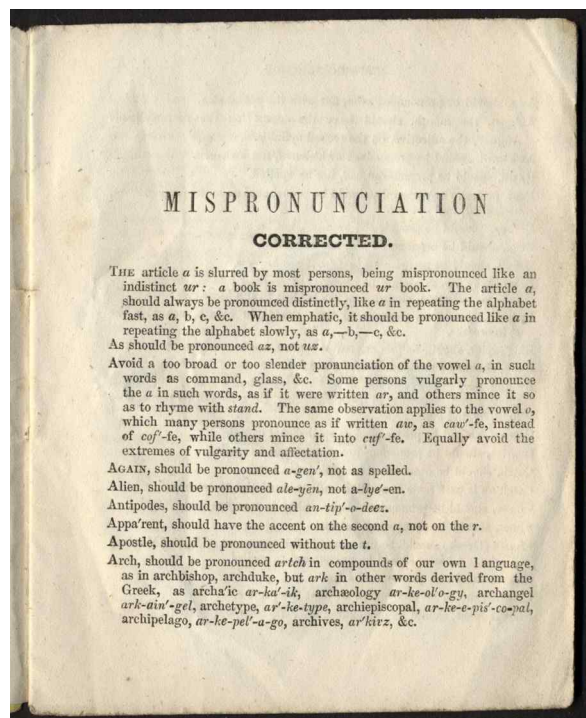 MISPRONUNCIATION
CORRECTED.
THE article a is slurred by most persons, being mispronounced like an
indistinct ur: a book is mispronounced ur book. The article a,
should always be pronounced distinctly, like a in repeating the alphabet
fast, as a, b, c, &c. When emphatic, it should be pronounced like a in
repeating the alphabet slowly, as a,—b,—c, &c.
As should be pronounced az, not uz.
Avoid a too broad or too slender pronunciation of the vowel a, in such
words as command, glass, &c. Some persons vulgarly pronounce
the a in such words, as if it were written ar, and others mince it so
as to rhyme with stand. The same observation applies to the vowel o,
which many persons pronounce as if written aw, as caw'-fe, instead
of cof'-fe, while others mince it into cuf'-fe. Equally avoid the
extremes of vulgarity and affectation.
AGAIN, should be pronounced a-gen', not as spelled.
Alien, should be pronounced ale-yēn, not a-lye'-en.
Antipodes, should be pronounced an-tip'-o-deez.
Appa'rent, should have the accent on the second a, not on the r.
Apostle, should be pronounced without the t.
Arch, should be pronounced artch in compounds of our own l anguage,
as in archbishop, archduke, but ark in other words derived from the
Greek, as archa'ic ar-ka'-ik, archæology ar-ke-ol'o-gy, archangel
ark-ain'-gel, archetype, ar'-ke-type, archiepiscopal, ar-ke-e-pis'-co-pal,
archipelago, ar-ke-pel'-a-go, archives, ar'kivz, &c.